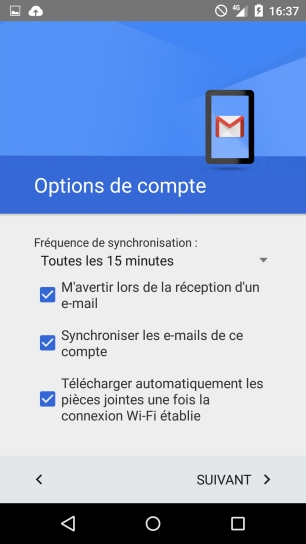 4G 16:37
Options de compte
Fréquence de synchronisation :
Toutes les 15 minutes
M'avertir lors de la réception d'un
e-mail
Synchroniser les e-mails de ce
compte
Télécharger automatiquement les
pièces jointes une fois la
connexion Wi-Fi établie
SUIVANT